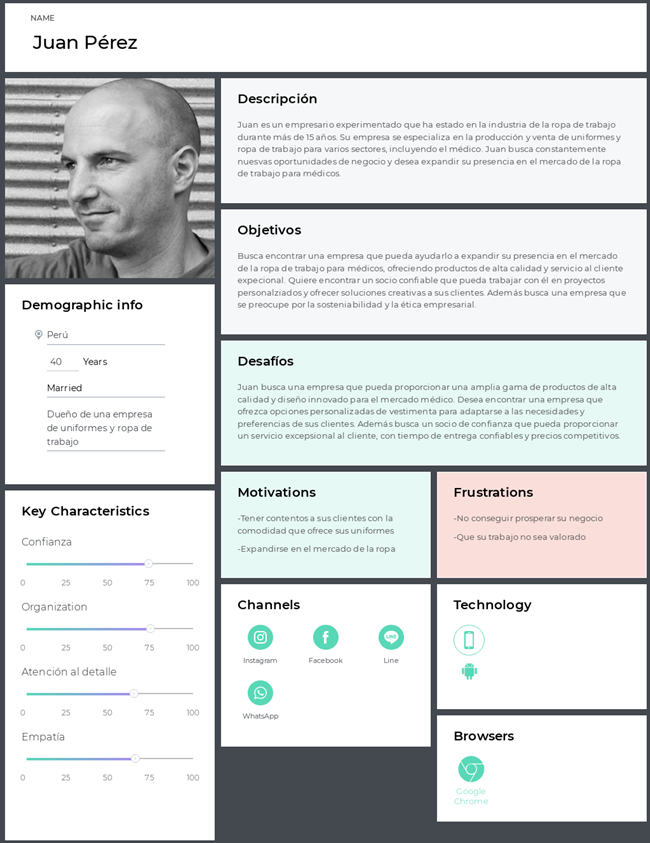 NAME
Juan Pérez
Descripción
Juan es un empresario experimentado que ha estado en la industria de la ropa de trabajo
durante más de 15 años. Su empresa se especializa en la producción y venta de uniformes y
ropa de trabajo para varios sectores, incluyendo el médico. Juan busca constantemente
nuesvas oportunidades de negocio y desea expandir su presencia en el mercado de la ropa
de trabajo para médicos.
Objetivos
Busca encontrar una empresa que pueda ayudarlo a expandir su presencia en el mercado
de la ropa de trabajo para médicos, ofreciendo productos de alta calidad y servicio al cliente
expecional. Quiere encontrar un socio confiable que pueda trabajar con él en proyectos
personalziados y ofrecer soluciones creativas a sus clientes. Además busca una empresa que
se preocupe por la sosteniabilidad y la ética empresarial.
Demographic info
Perú
40 Years
Married
Dueño de una empresa
de uniformes y ropa de
trabajo
Desafíos
Juan busca una empresa que pueda proporcionar una amplia gama de productos de alta
calidad y diseño innovado para el mercado médico. Desea encontrar una empresa que
ofrezca opciones personalizadas de vestimenta para adaptarse a las necesidades y
preferencias de sus clientes. Además busca un socio de confianza que pueda proporcionar
un servicio excepsional al cliente, con tiempo de entrega confiables y precios competitivos.
Key Characteristics
Confianza
0 25 50 75 100
Organization
0 25 50 75 100
Atención al detalle
0 25 50 75 100
Empatía
0 25 50 75 100
Motivations
-Tener contentos a sus clientes con la
comodidad que ofrece sus uniformes
-Expandirse en el mercado de la ropa
Frustrations
-No conseguir prosperar su negocio
-Que su trabajo no sea valorado
Channels
Instagram
Facebook
LINE
Line
WhatsApp
Technology
Browsers
Google
Chrome